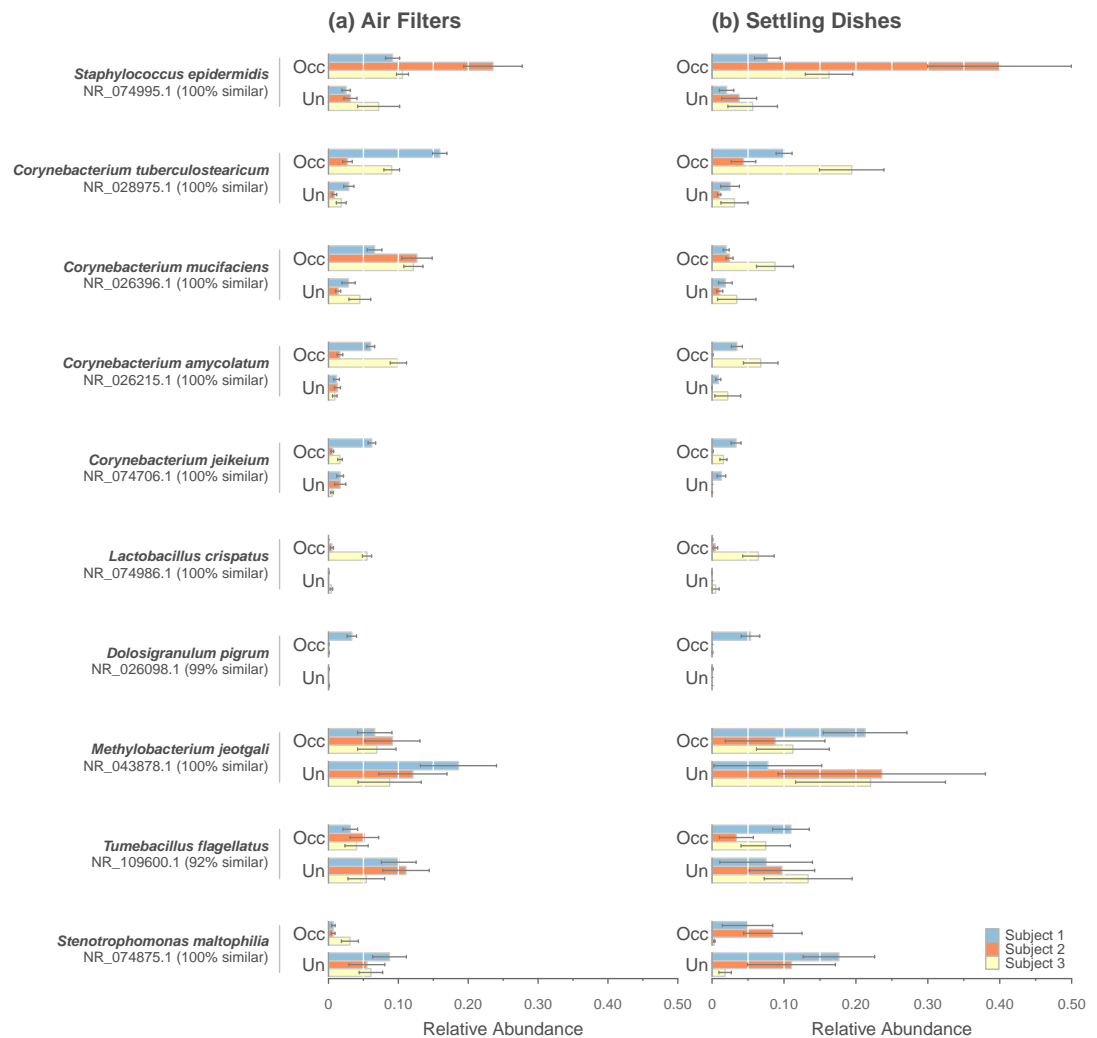 (a) Air Filters
(b) Settling Dishes
Staphylococcus epidermidis
NR_074995.1 (100% similar)
Occ
Un
Occ
Un
Corynebacterium tuberculostearicum
NR_028975.1 (100% similar)
Occ
Un
Occ
Un
Corynebacterium mucifaciens
NR_026396.1 (100% similar)
Occ
Un
Occ
Un
Corynebacterium amycolatum
NR_026215.1 (100% similar)
Occ
Un
Occ
Un
Corynebacterium jeikeium
NR_074706.1 (100% similar)
Occ
Un
Occ
Un
Lactobacillus crispatus
NR_074986.1 (100% similar)
Occ
Un
Occ
Un
Dolosigranulum pigrum
NR_026098.1 (99% similar)
Occ
Un
Occ
Un
Methylobacterium jeotgali
NR_043878.1 (100% similar)
Occ
Un
Occ
Un
Tumebacillus flagellatus
NR_109600.1 (92% similar)
Occ
Un
Occ
Un
Stenotrophomonas maltophilia
NR_074875.1 (100% similar)
Occ
Un
Occ
Un
Subject 1
Subject 2
Subject 3
0 0.10 0.20 0.30 0.40 0.50
0 0.10 0.20 0.30 0.40 0.50
Relative Abundance
Relative Abundance